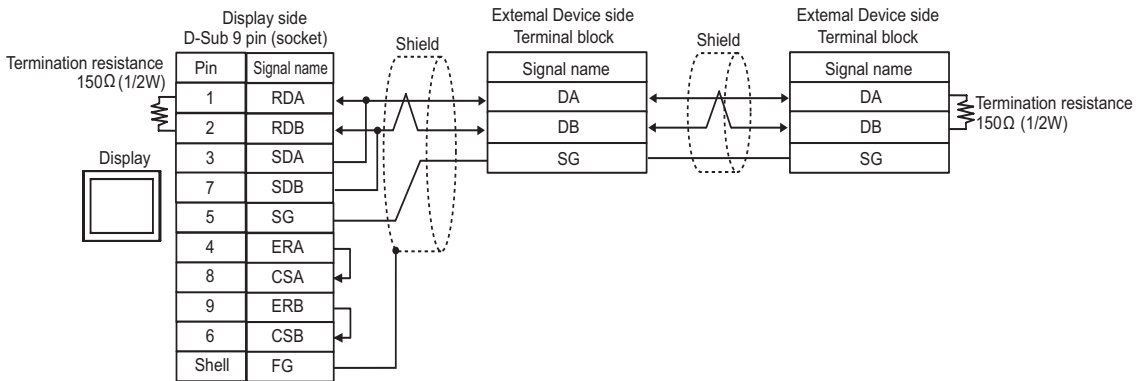 Display side
D-Sub 9 pin (socket)
Termination resistance
150Ω (1/2W)
Pin Signal name
1 RDA
2 RDB
3 SDA
7 SDB
5 SG
4 ERA
8 CSA
9 ERB
6 CSB
Shell FG
Display
Shield
External Device side
Terminal block
Signal name
DA
DB
SG
Shield
External Device side
Terminal block
Signal name
DA
DB
SG
Termination resistance
150Ω (1/2W)